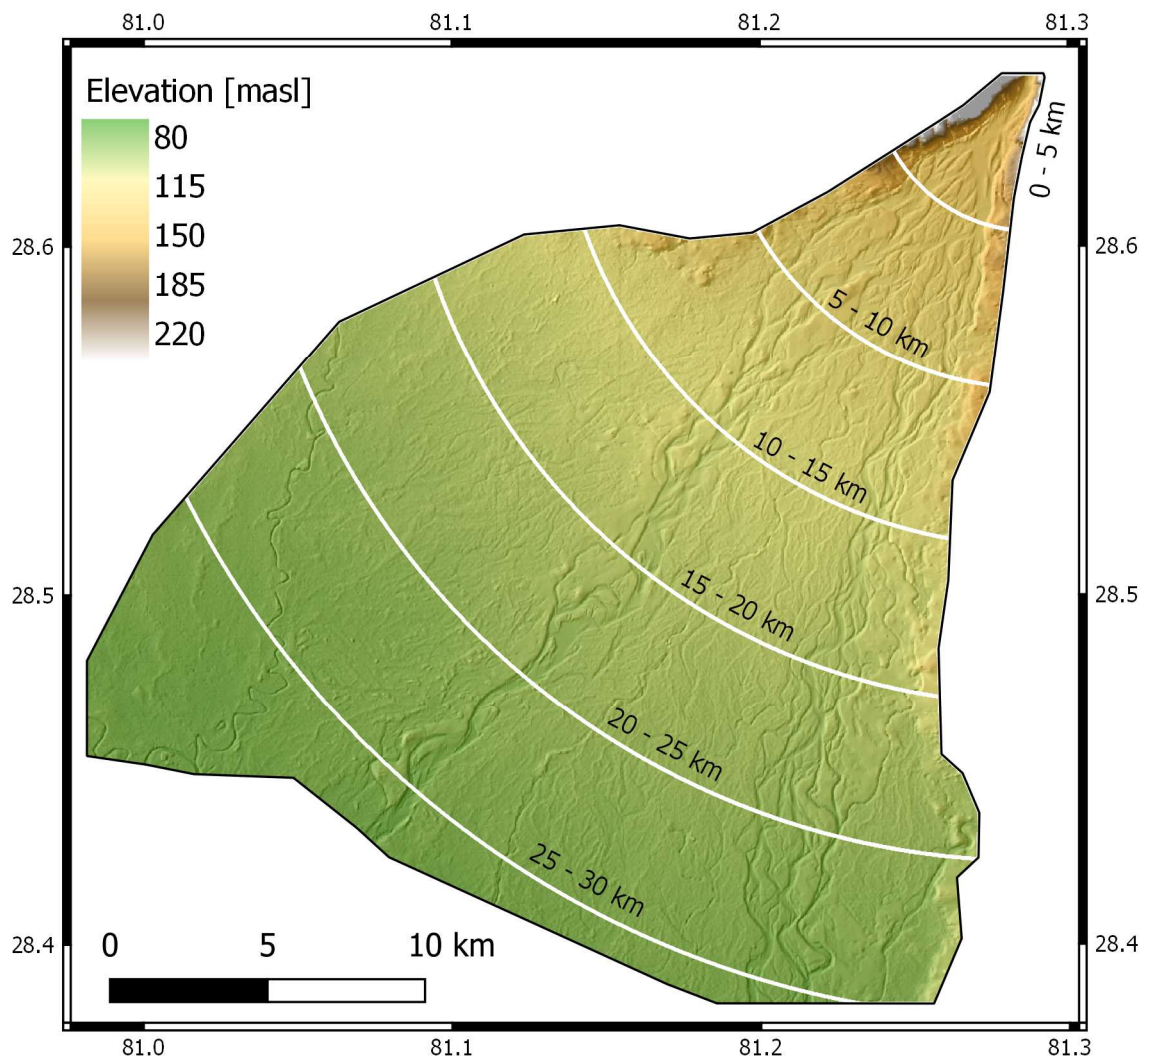 81.0 81.1 81.2 81.3
Elevation [masl]
80
115
150
185
220
0 - 5 km
28.6 28.6
5 - 10 km
10 - 15 km
28.5 28.5
15 - 20 km
20 - 25 km
25 - 30 km
28.4 28.4
0 5 10 km
81.0 81.1 81.2 81.3